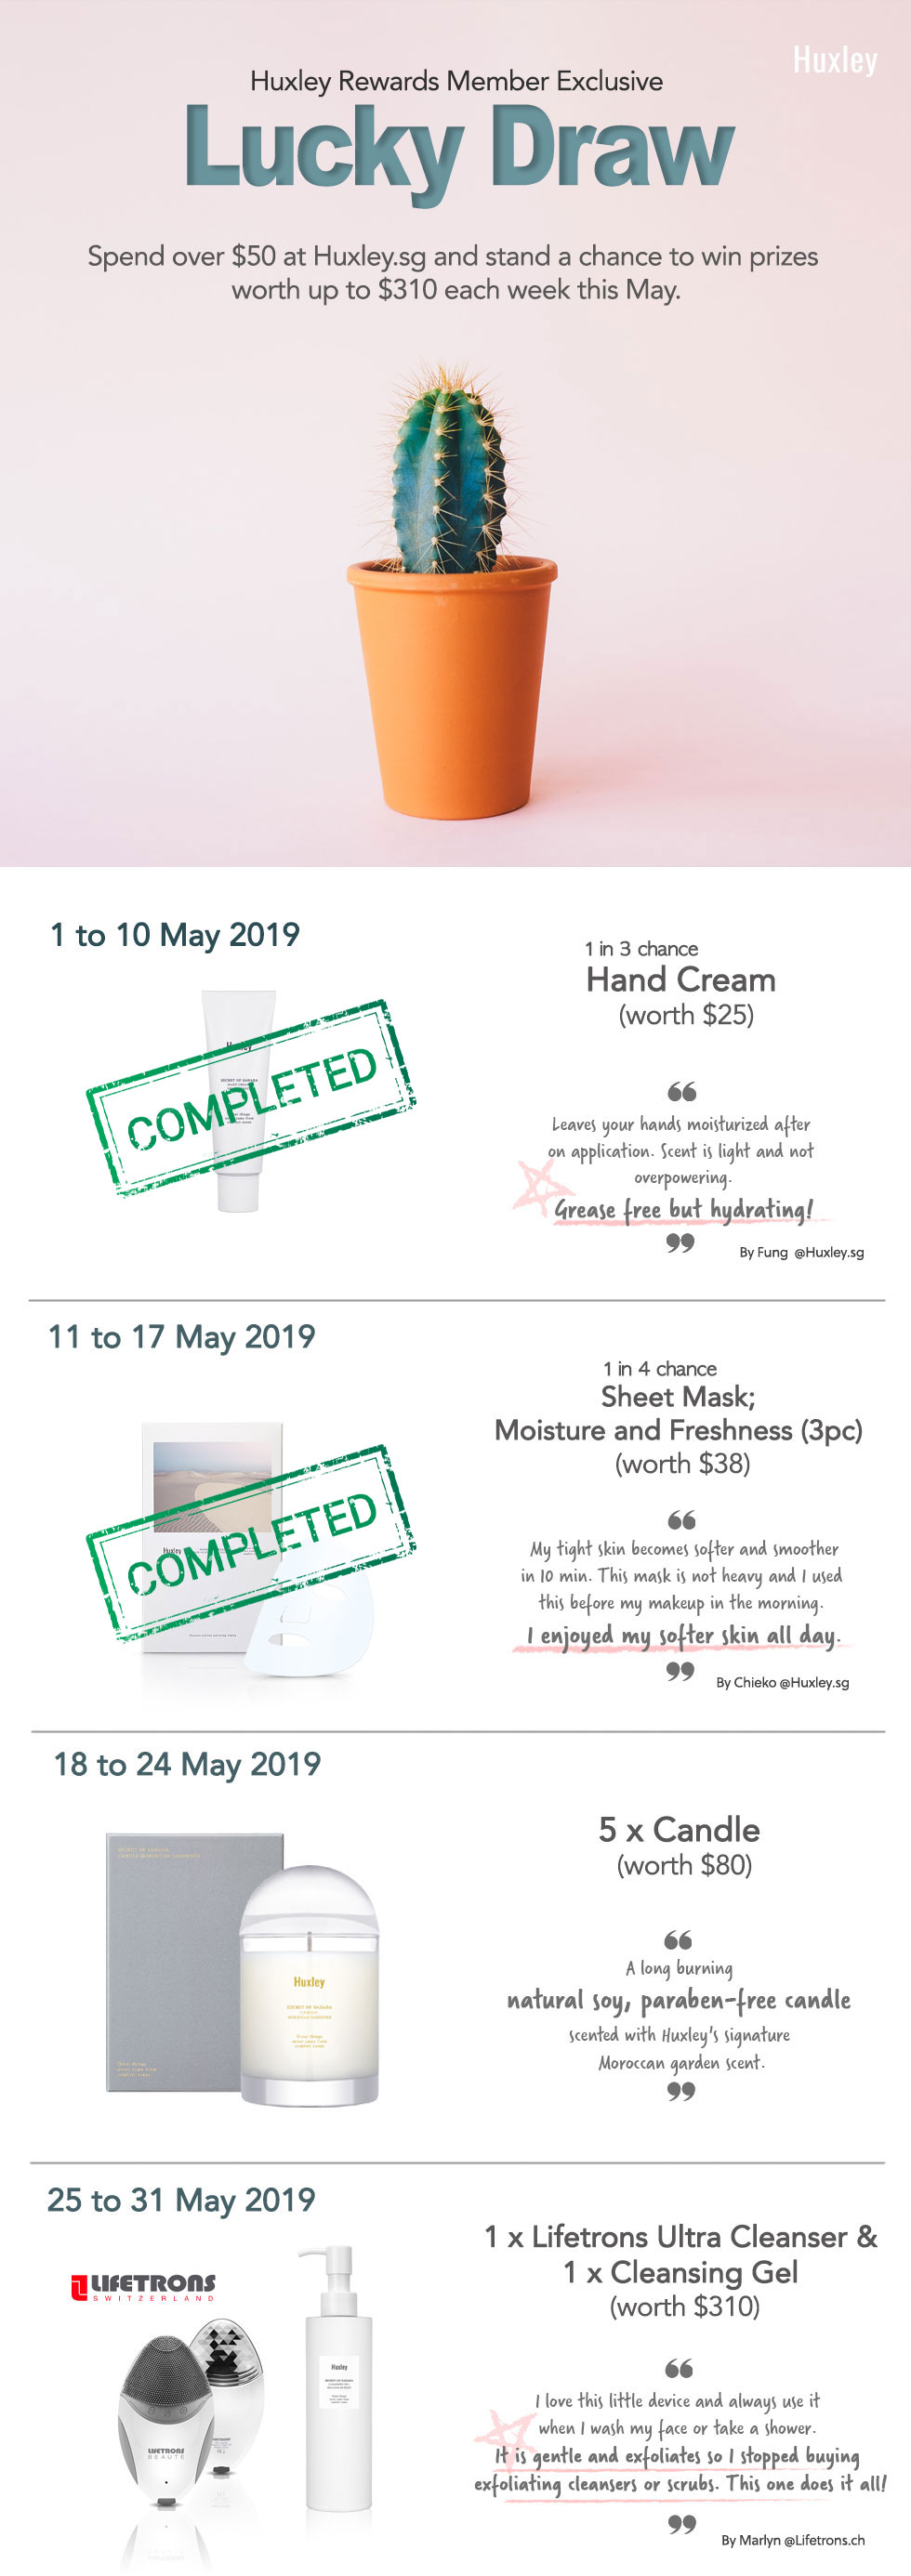 Huxley
Huxley Rewards Member Exclusive
Lucky Draw
Spend over $50 at Huxley.sg and stand a chance to win prizes
worth up to $310 each week this May.
1 to 10 May 2019
COMPLETED
1 in 3 chance
Hand Cream
(worth $25)
“
Leaves your hands moisturized after
on application. Scent is light and not
overpowering.
Grease free but hydrating!
”
By Fung @Huxley.sg
11 to 17 May 2019
Huxley
COMPLETED
1 in 4 chance
Sheet Mask;
Moisture and Freshness (3pc)
(worth $38)
“
My tight skin becomes softer and smoother
in 10 min. This mask is not heavy and I used
this before my makeup in the morning.
I enjoyed my softer skin all day.
”
By Chieko @Huxley.sg
18 to 24 May 2019
Huxley
SECRET OF SAHARA
5 x Candle
(worth $80)
“
A long burning
natural soy, paraben-free candle
scented with Huxley's signature
Moroccan garden scent.
”
25 to 31 May 2019
LIFETRONS
SWITZERLAND
LIFETRONS
BEAUTE
Huxley
1 x Lifetrons Ultra Cleanser &
1 x Cleansing Gel
(worth $310)
“
I love this little device and always use it
when I wash my face or take a shower.
It is gentle and exfoliates so I stopped buying
exfoliating cleansers or scrubs. This one does it all!
”
By Marlyn @Lifetrons.ch